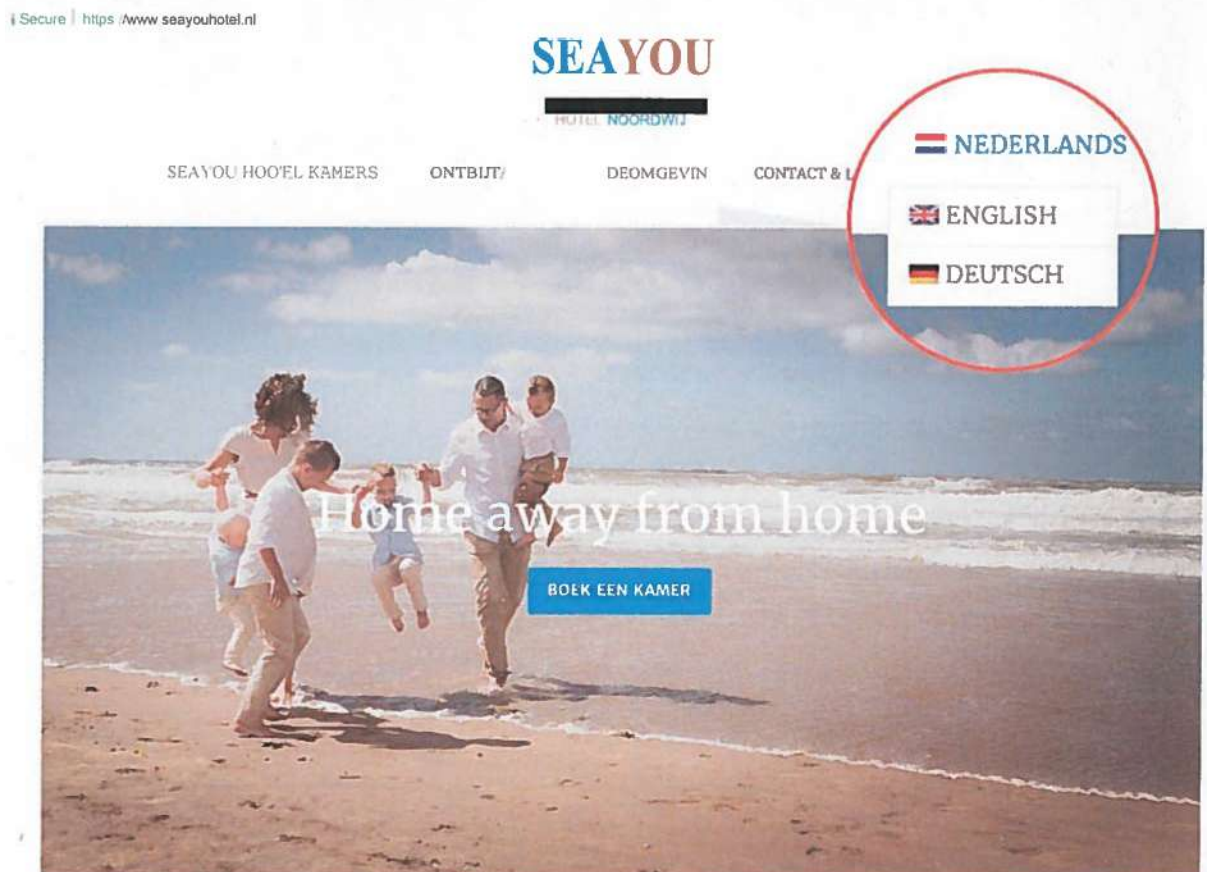 Secure | https /www seayouhotel.nl
SEAYOU
HOTEL NOORDWIJ
SEAYOU HOO'EL KAMERS ONTBIJT/ DEOMGEVIN CONTACT & L
NEDERLANDS
ENGLISH
DEUTSCH
Home away from home
BOEK EEN KAMER